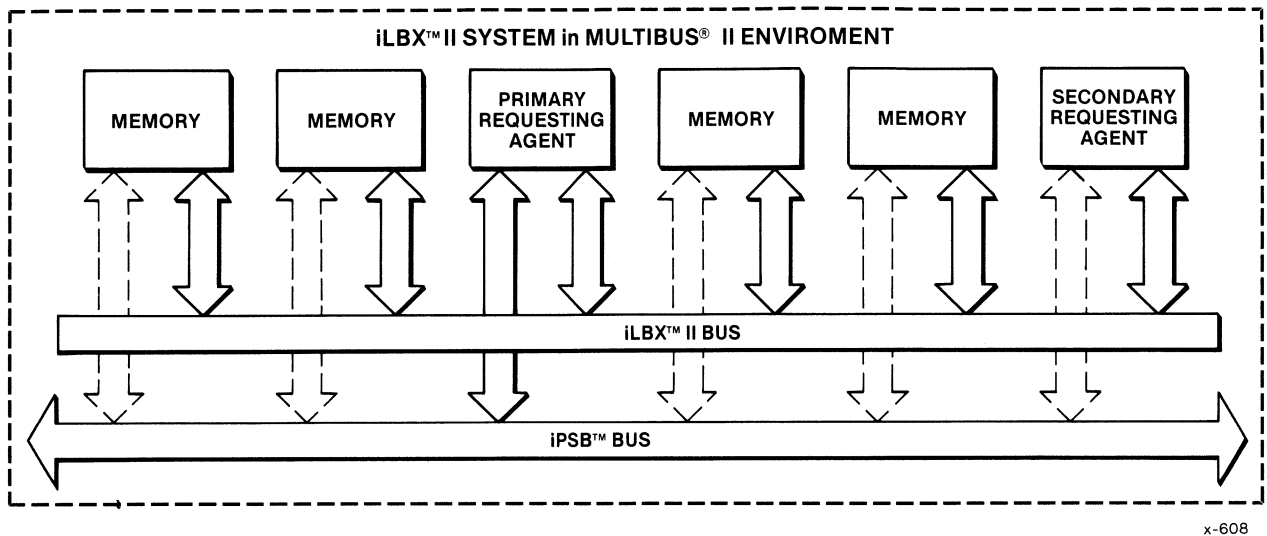 iLBX™ II SYSTEM in MULTIBUS® II ENVIROMENT
MEMORY
MEMORY
PRIMARY
REQUESTING
AGENT
MEMORY
MEMORY
SECONDARY
REQUESTING
AGENT
iLBX™ II BUS
iPSB™ BUS
x-608